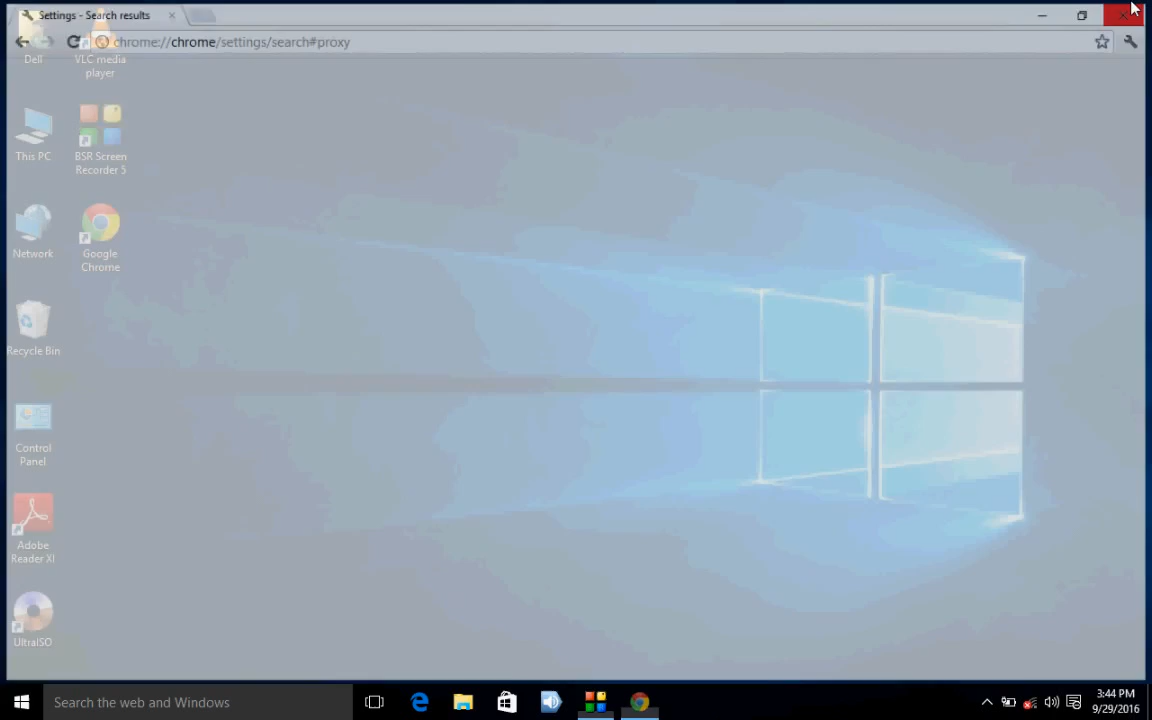 Settings - Search results
chrome://chrome/settings/search#proxy
Dell
VLC media
player
This PC
BSR Screen
Recorder 5
Network
Google
Chrome
Recycle Bin
Control
Panel
Adobe
Reader XI
UltraISO
Search the web and Windows
3:44 PM
9/29/2016